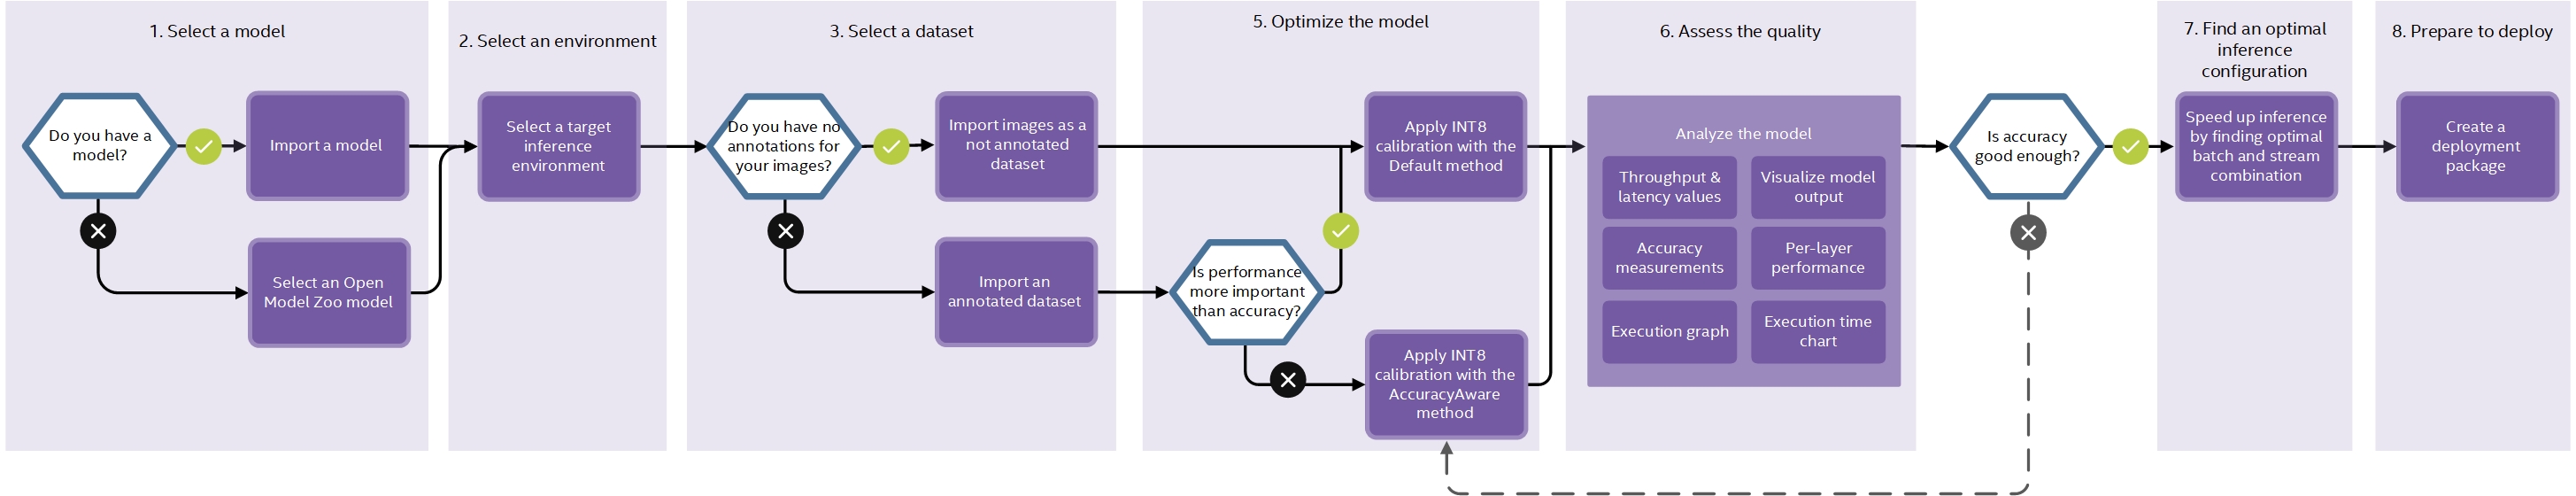 1. Select a model
Do you have a
model?
Import a model
Select an Open
Model Zoo model
2. Select an environment
Select a target
inference
environment
3. Select a dataset
Do you have no
annotations for
your images?
Import images as a
not annotated
dataset
Import an
annotated dataset
5. Optimize the model
Is performance
more important
than accuracy?
Apply INT8
calibration with the
Default method
Apply INT8
calibration with the
AccuracyAware
method
6. Assess the quality
Analyze the model
Throughput &
latency values
Visualize model
output
Accuracy
measurements
Per-layer
performance
Execution graph
Execution time
chart
Is accuracy
good enough?
7. Find an optimal
inference
configuration
Speed up inference
by finding optimal
batch and stream
combination
8. Prepare to deploy
Create a
deployment
package